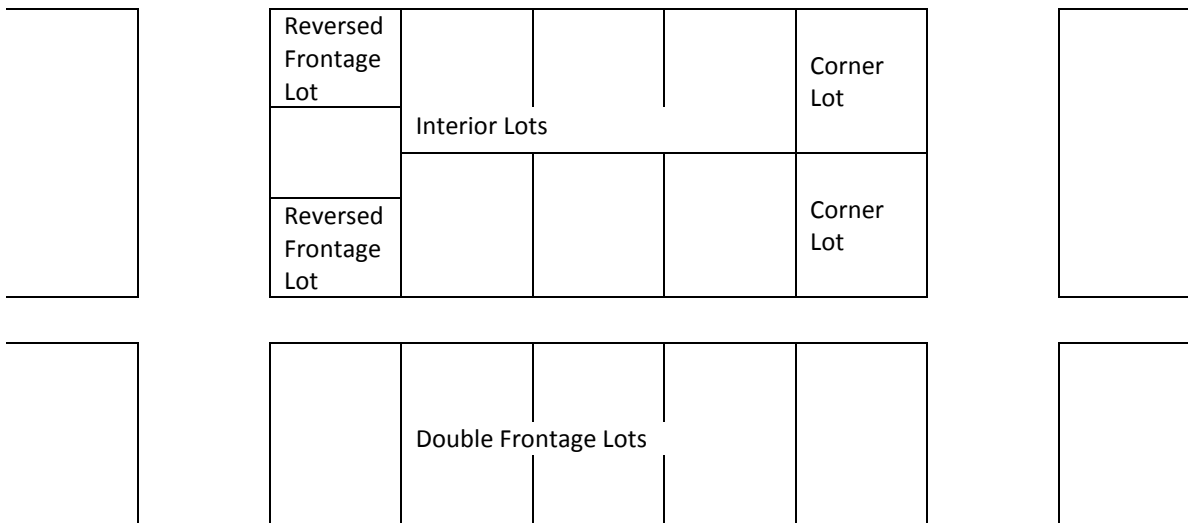 Reversed
Frontage
Lot
Corner
Lot
Interior Lots
Reversed
Frontage
Lot
Corner
Lot
Double Frontage Lots